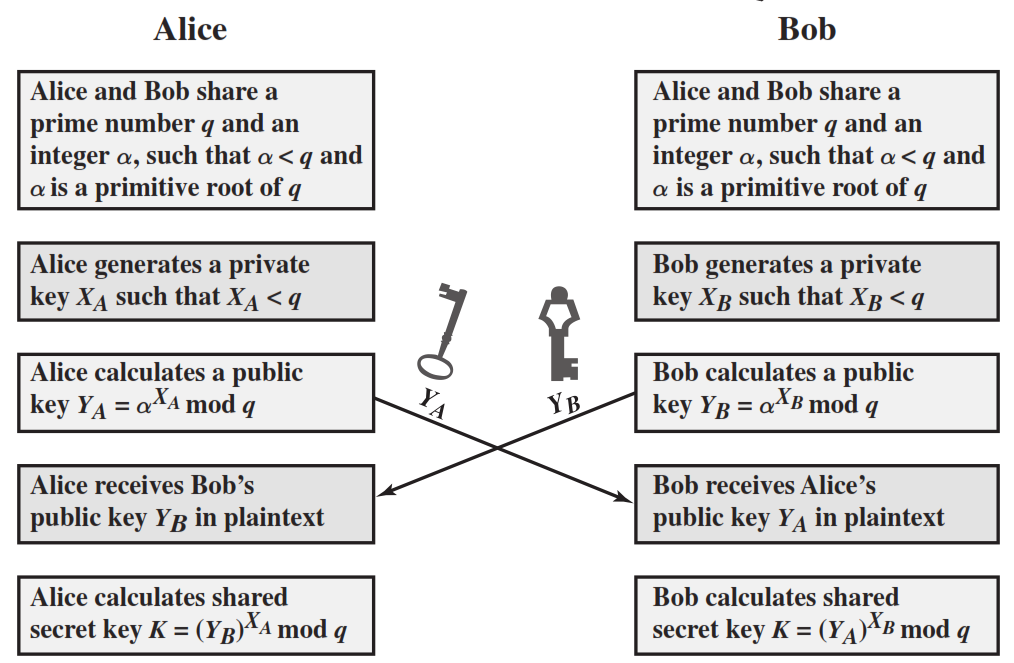 Alice
Bob
Alice and Bob share a
prime number q and an
integer α, such that α < q and
α is a primitive root of q
Alice and Bob share a
prime number q and an
integer α, such that α < q and
α is a primitive root of q
Alice generates a private
key X_A such that X_A < q
Bob generates a private
key X_B such that X_B < q
Alice calculates a public
key Y_A = α^{X_A} mod q
Y_A
Y_B
Bob calculates a public
key Y_B = α^{X_B} mod q
Alice receives Bob’s
public key Y_B in plaintext
Bob receives Alice’s
public key Y_A in plaintext
Alice calculates shared
secret key K = (Y_B)^{X_A} mod q
Bob calculates shared
secret key K = (Y_A)^{X_B} mod q